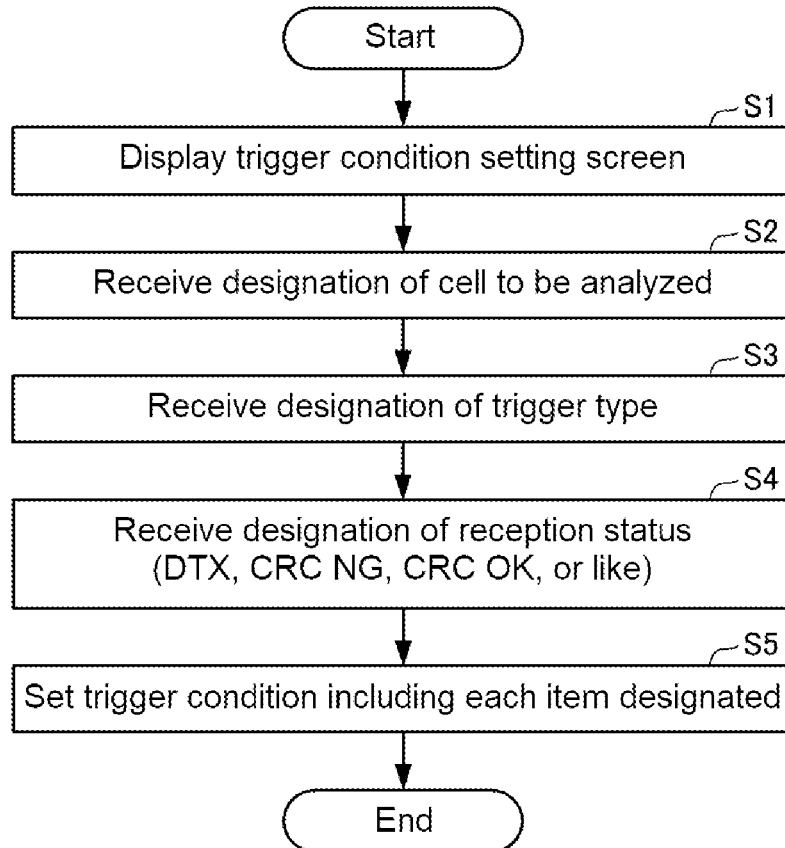 Start
S1
Display trigger condition setting screen
S2
Receive designation of cell to be analyzed
S3
Receive designation of trigger type
S4
Receive designation of reception status
(DTX, CRC NG, CRC OK, or like)
S5
Set trigger condition including each item designated
End